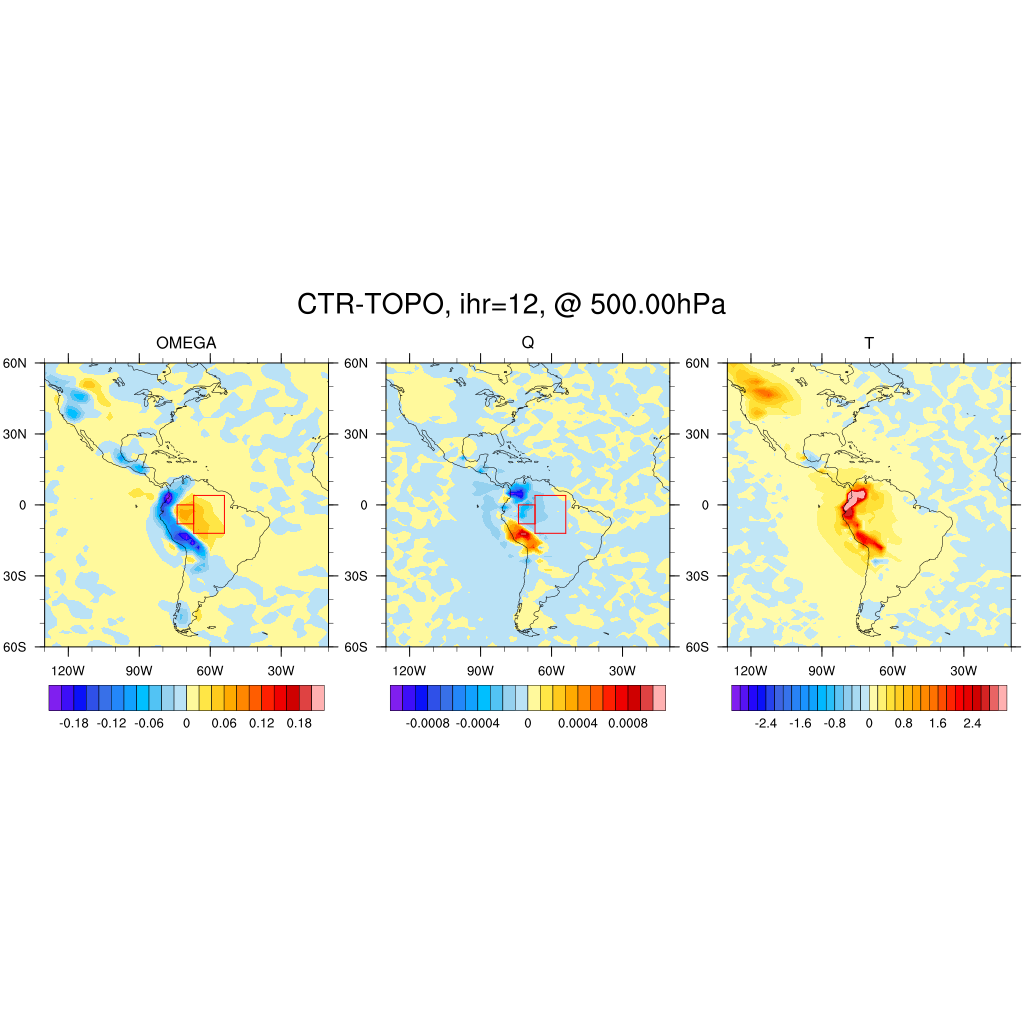 CTR-TOPO, ihr=12, @ 500.00hPa
OMEGA Q T
60N 60N 60N
30N 30N 30N
0 0 0
30S 30S 30S
60S 60S 60S
120W 90W 60W 30W 120W 90W 60W 30W 120W 90W 60W 30W
-0.18 -0.12 -0.06 0 0.06 0.12 0.18 -0.0008 -0.0004 0 0.0004 0.0008 -2.4 -1.6 -0.8 0 0.8 1.6 2.4